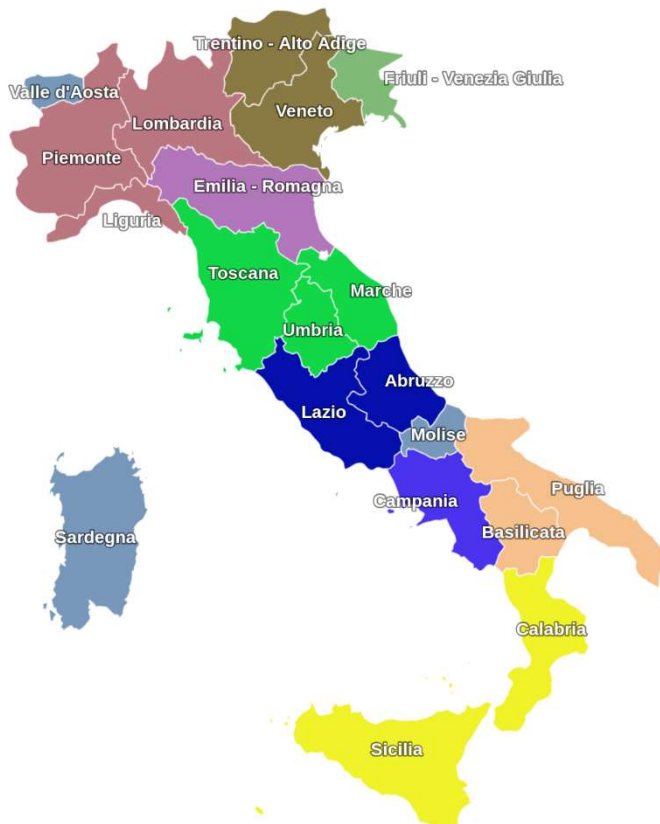 Trentino - Alto Adige
Friuli - Venezia Giulia
Valle d'Aosta
Veneto
Lombardia
Piemonte
Emilia - Romagna
Liguria
Toscana
Marche
Umbria
Abruzzo
Lazio
Molise
Puglia
Campania
Basilicata
Sardegna
Calabria
Sicilia